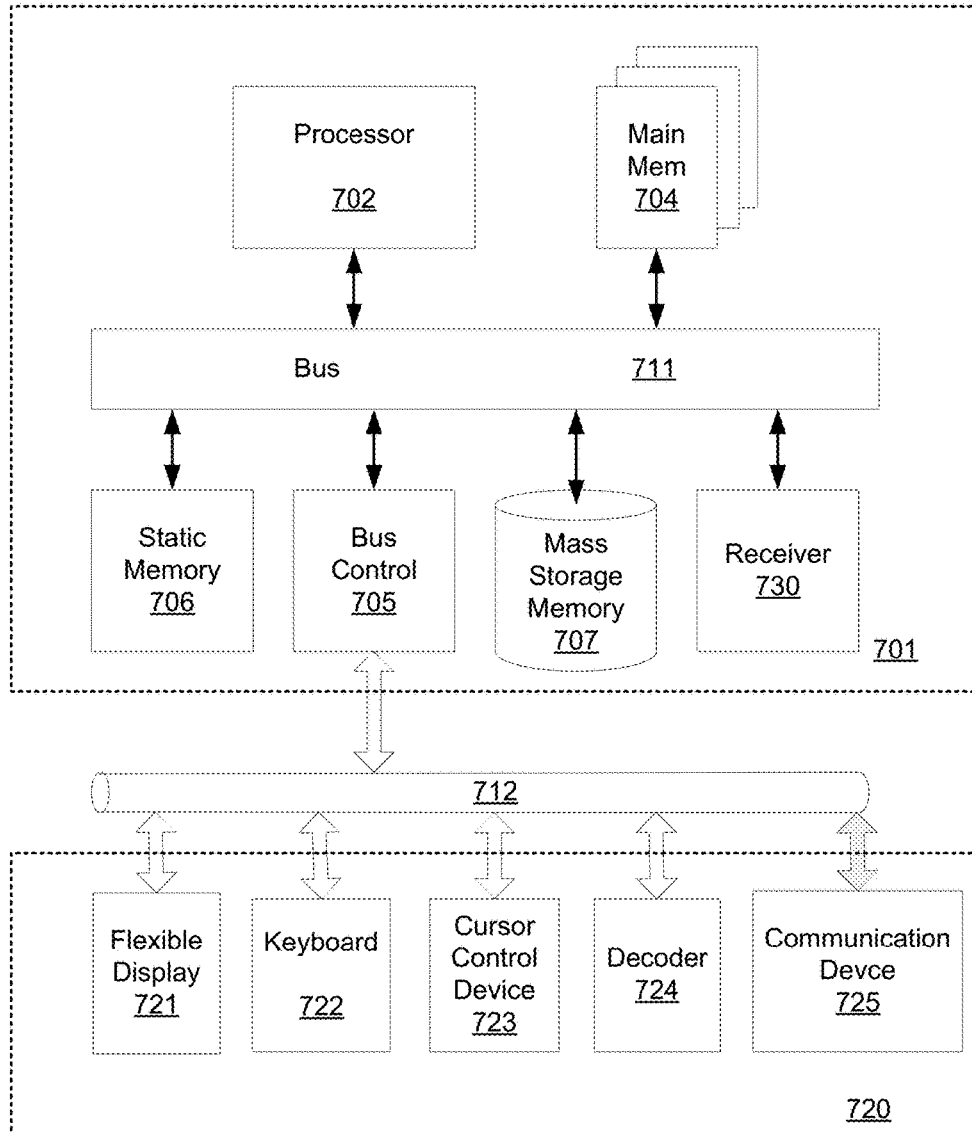 Processor
702
Main
Mem
704
Bus 711
Static
Memory
706
Bus
Control
705
Mass
Storage
Memory
707
Receiver
730
701
712
Flexible
Display
721
Keyboard
722
Cursor
Control
Device
723
Decoder
724
Communication
Devce
725
720